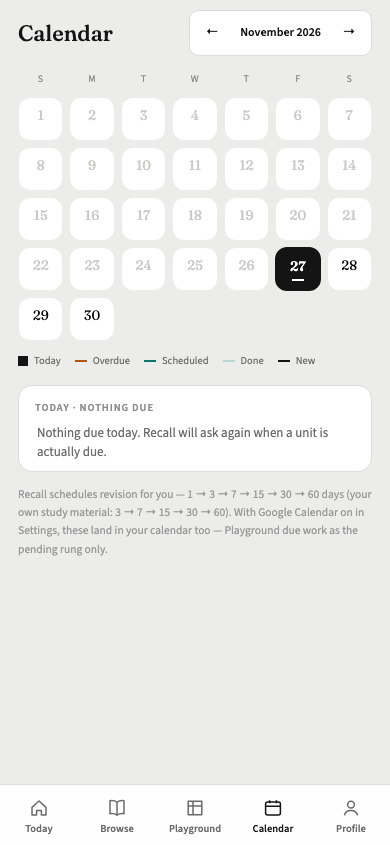 Calendar
← November 2026 →
S M T W T F S
1 2 3 4 5 6 7
8 9 10 11 12 13 14
15 16 17 18 19 20 21
22 23 24 25 26 27 28
29 30
Today Overdue Scheduled Done New
TODAY · NOTHING DUE
Nothing due today. Recall will ask again when a unit is
actually due.
Recall schedules revision for you — 1 → 3 → 7 → 15 → 30 → 60 days (your
own study material: 3 → 7 → 15 → 30 → 60). With Google Calendar on in
Settings, these land in your calendar too — Playground due work as the
pending rung only.
Today Browse Playground Calendar Profile